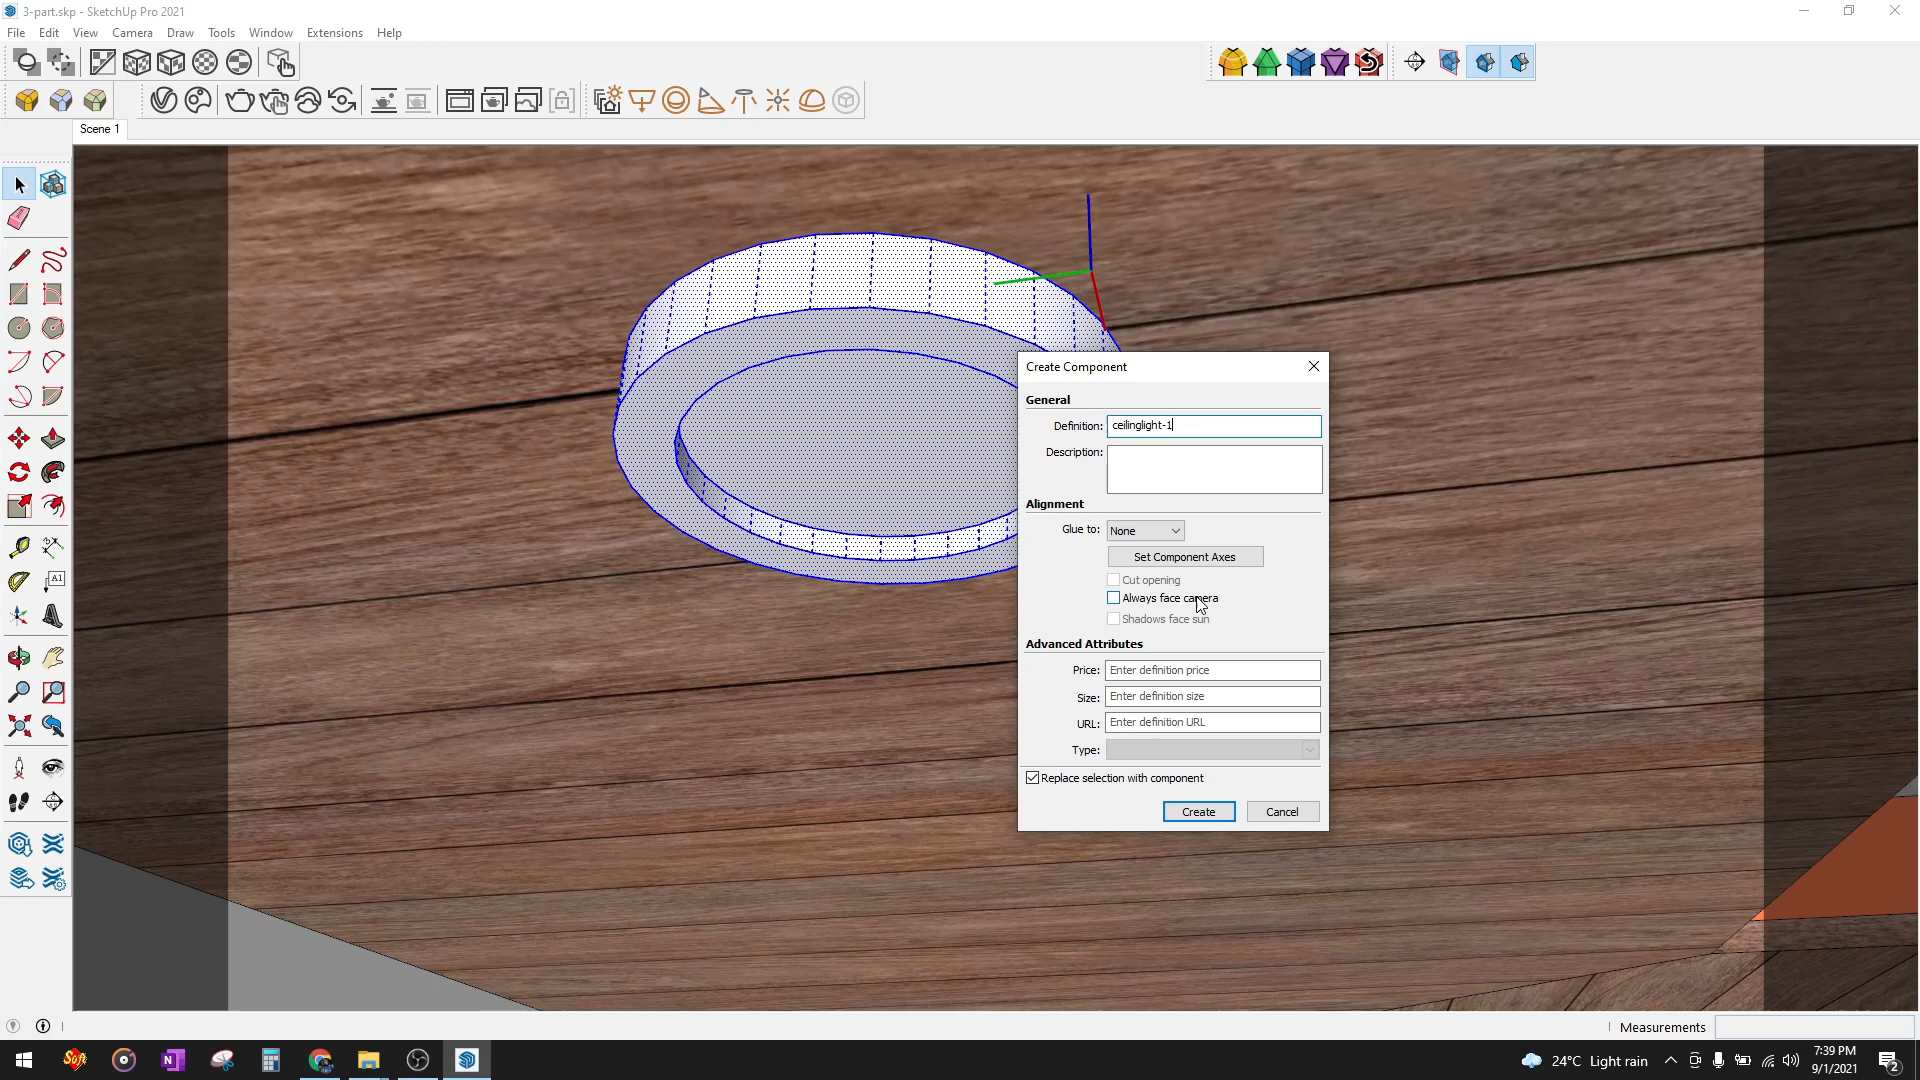 3-part.skp - SketchUp Pro 2021
File Edit View Camera Draw Tools Window Extensions Help
Scene 1
Create Component
General
Definition: ceilinglight-1
Description:
Alignment
Glue to: None
Set Component Axes
Cut opening
Always face camera
Shadows face sun
Advanced Attributes
Price: Enter definition price
Size: Enter definition size
URL: Enter definition URL
Type:
Replace selection with component
Create Cancel
A1
Measurements
Soft
N
24°C Light rain
7:39 PM
9/1/2021
2